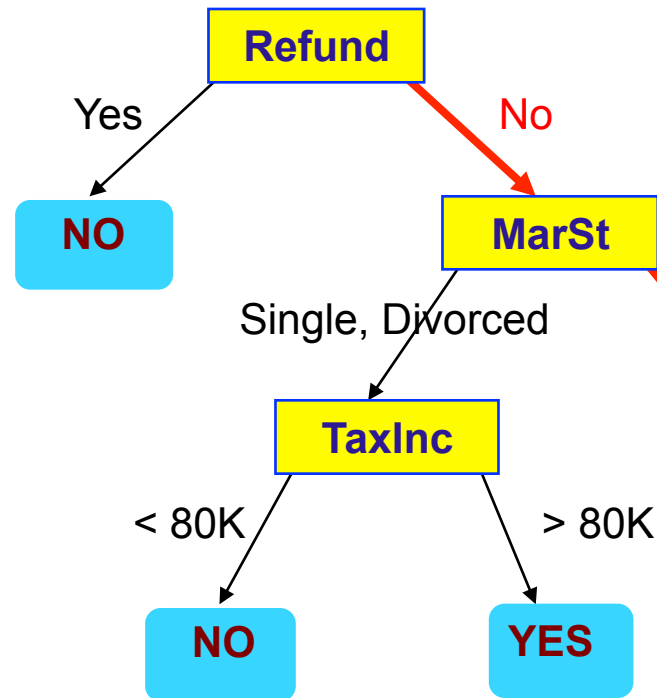 Refund
Yes
No
NO
MarSt
Single, Divorced
TaxInc
< 80K
> 80K
NO
YES